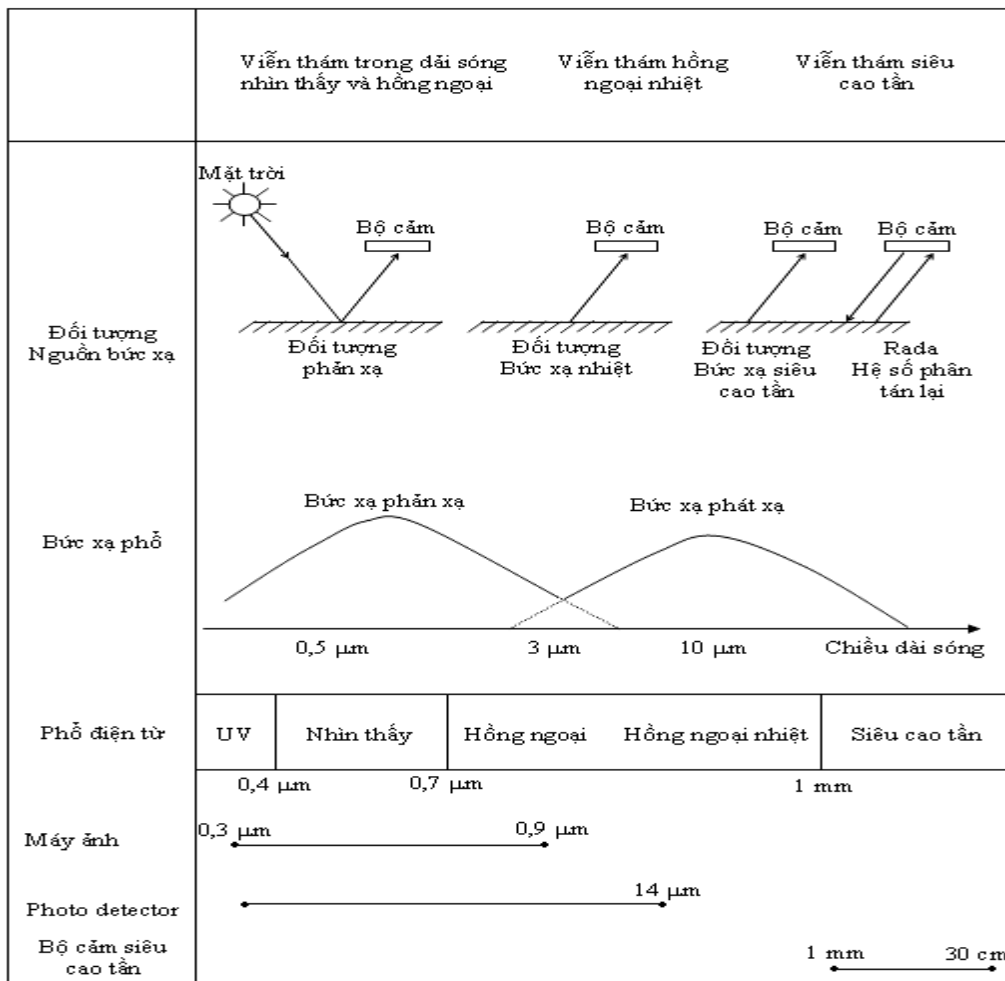 Viễn thám trong dải sóng
nhìn thấy và hồng ngoại
Viễn thám hồng
ngoại nhiệt
Viễn thám siêu
cao tần
Mặt trời
Bộ cảm
Bộ cảm
Bộ cảm
Bộ cảm
Đối tượng
Nguồn bức xạ
Đối tượng
phản xạ
Đối tượng
Bức xạ nhiệt
Đối tượng
Bức xạ siêu
cao tần
Rada
Hệ số phân
tán lại
Bức xạ phổ
Bức xạ phản xạ
Bức xạ phát xạ
0,5 μm
3 μm
10 μm
Chiều dài sóng
Phổ điện từ
UV
Nhìn thấy
Hồng ngoại
Hồng ngoại nhiệt
Siêu cao tần
0,4 μm
0,7 μm
1 mm
Máy ảnh
0,3 μm
0,9 μm
Photo detector
14 μm
Bộ cảm siêu
cao tần
1 mm
30 cm